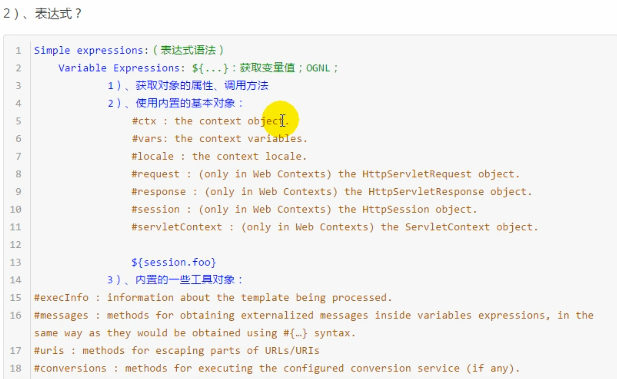 2）、表达式？
1 Simple expressions:（表达式语法）
2 Variable Expressions: ${...}：获取变量值；OGNL；
3 1）、获取对象的属性、调用方法
4 2）、使用内置的基本对象：
5 #ctx : the context object.
6 #vars: the context variables.
7 #locale : the context locale.
8 #request : (only in Web Contexts) the HttpServletRequest object.
9 #response : (only in Web Contexts) the HttpServletResponse object.
10 #session : (only in Web Contexts) the HttpSession object.
11 #servletContext : (only in Web Contexts) the ServletContext object.
12
13 ${session.foo}
14 3）、内置的一些工具对象：
15 #execInfo : information about the template being processed.
16 #messages : methods for obtaining externalized messages inside variables expressions, in the
same way as they would be obtained using #{…} syntax.
17 #uris : methods for escaping parts of URLs/URIs
18 #conversions : methods for executing the configured conversion service (if any).